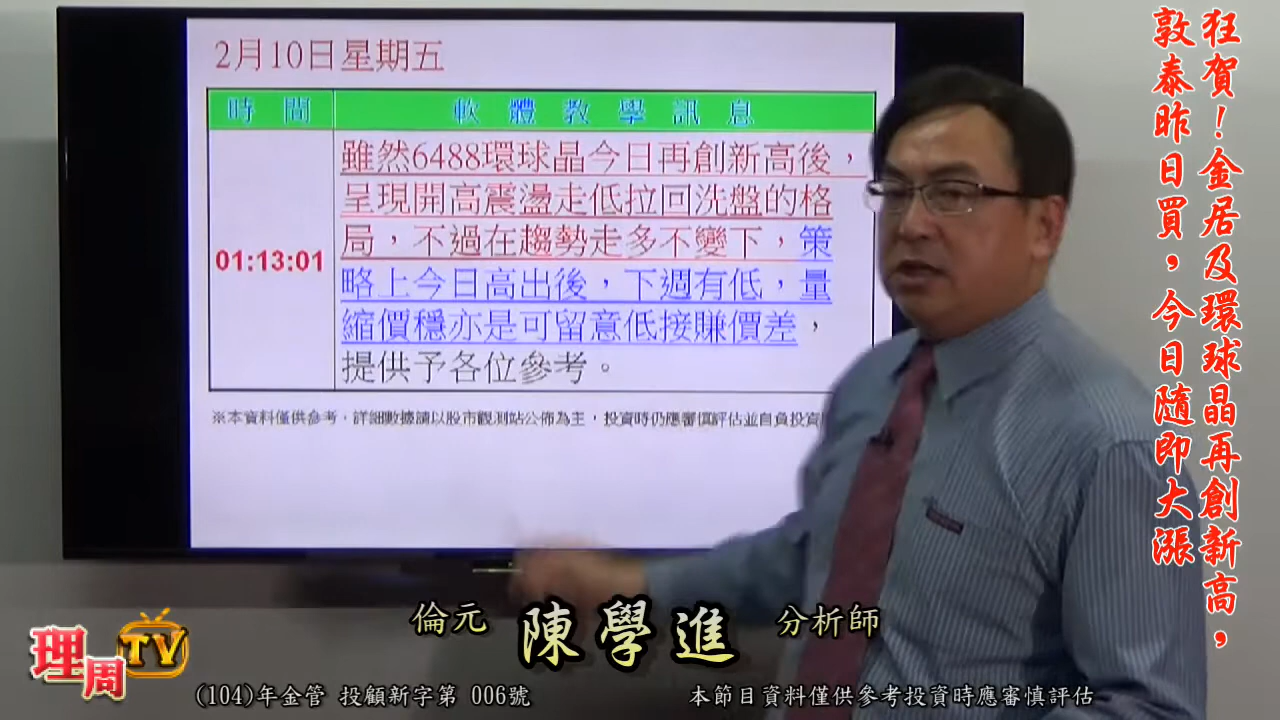 2月10日星期五
時 間 軟 體 教 學 訊 息
01:13:01
雖然6488環球晶今日再創新高後，
呈現開高震盪走低拉回洗盤的格
局，不過在趨勢走多不變下，策
略上今日高出後，下週有低，量
縮價穩亦是可留意低接賺價差，
提供予各位參考。
※本資料僅供參考，詳細數據請以股市觀測站公佈為主，投資時仍應審慎評估並自負投資
狂賀！金居及環球晶再創新高，
敦泰昨日買，今日隨即大漲
倫元 陳學進 分析師
理周TV
(104)年金管 投顧新字第 006號
本節目資料僅供參考投資時應審慎評估